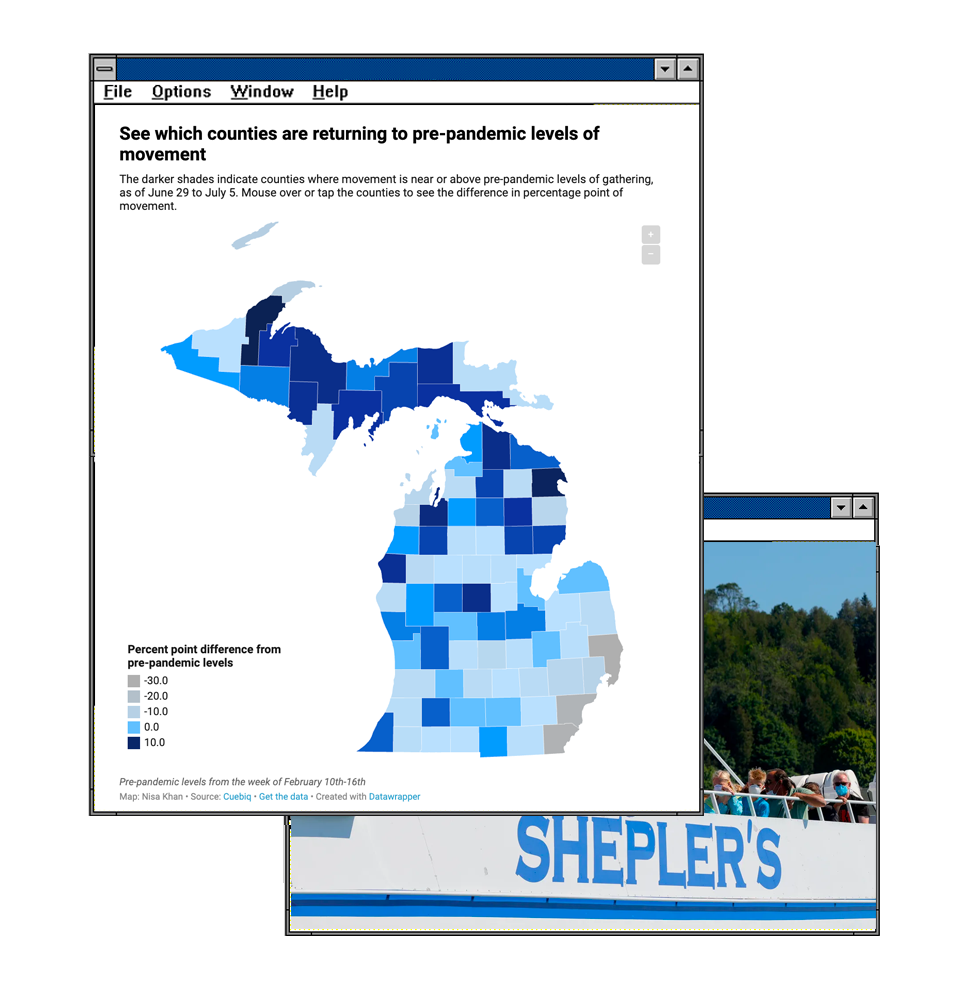 File Options Window Help
See which counties are returning to pre-pandemic levels of
movement
The darker shades indicate counties where movement is near or above pre-pandemic levels of gathering,
as of June 29 to July 5. Mouse over or tap the counties to see the difference in percentage point of
movement.
+
−
Percent point difference from
pre-pandemic levels
-30.0
-20.0
-10.0
0.0
10.0
Pre-pandemic levels from the week of February 10th-16th
Map: Nisa Khan • Source: Cuebiq • Get the data • Created with Datawrapper
SHEPLER'S